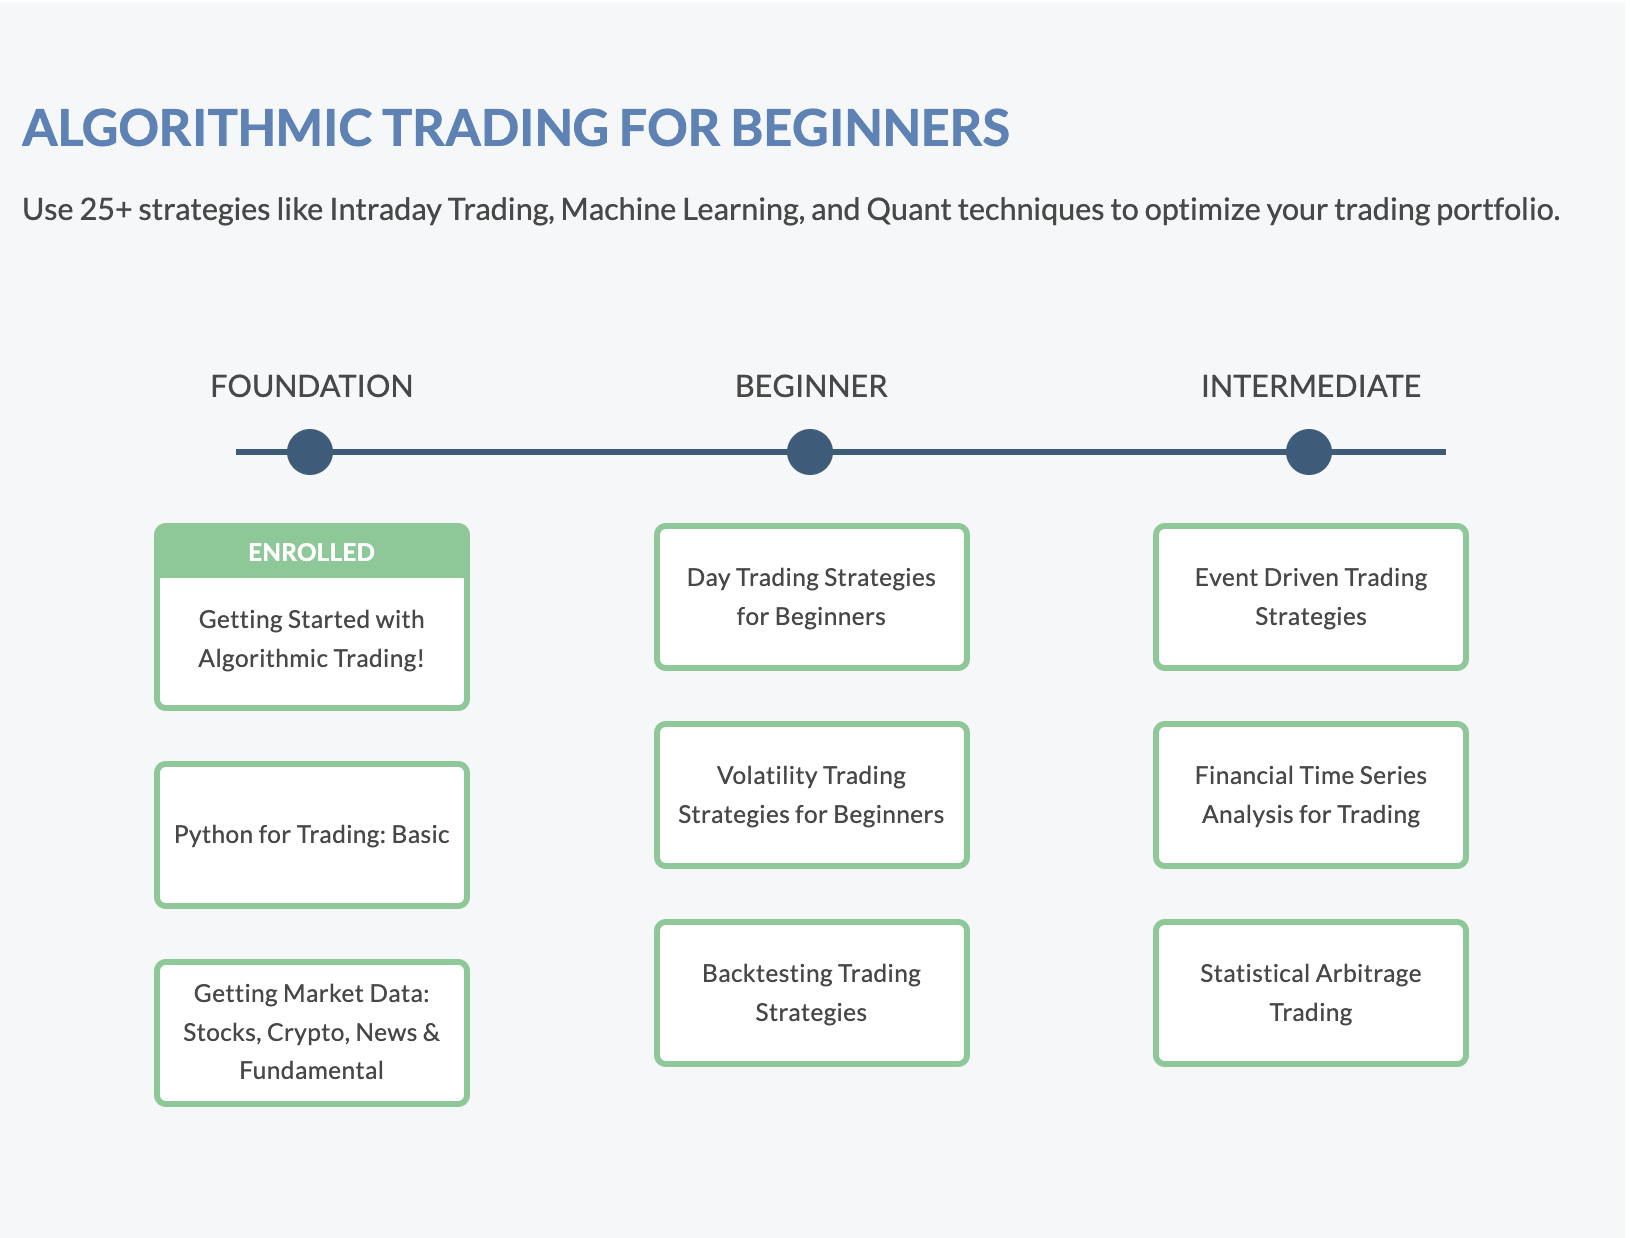 ALGORITHMIC TRADING FOR BEGINNERS
Use 25+ strategies like Intraday Trading, Machine Learning, and Quant techniques to optimize your trading portfolio.
FOUNDATION
ENROLLED
Getting Started with
Algorithmic Trading!
Python for Trading: Basic
Getting Market Data:
Stocks, Crypto, News &
Fundamental
BEGINNER
Day Trading Strategies
for Beginners
Volatility Trading
Strategies for Beginners
Backtesting Trading
Strategies
INTERMEDIATE
Event Driven Trading
Strategies
Financial Time Series
Analysis for Trading
Statistical Arbitrage
Trading